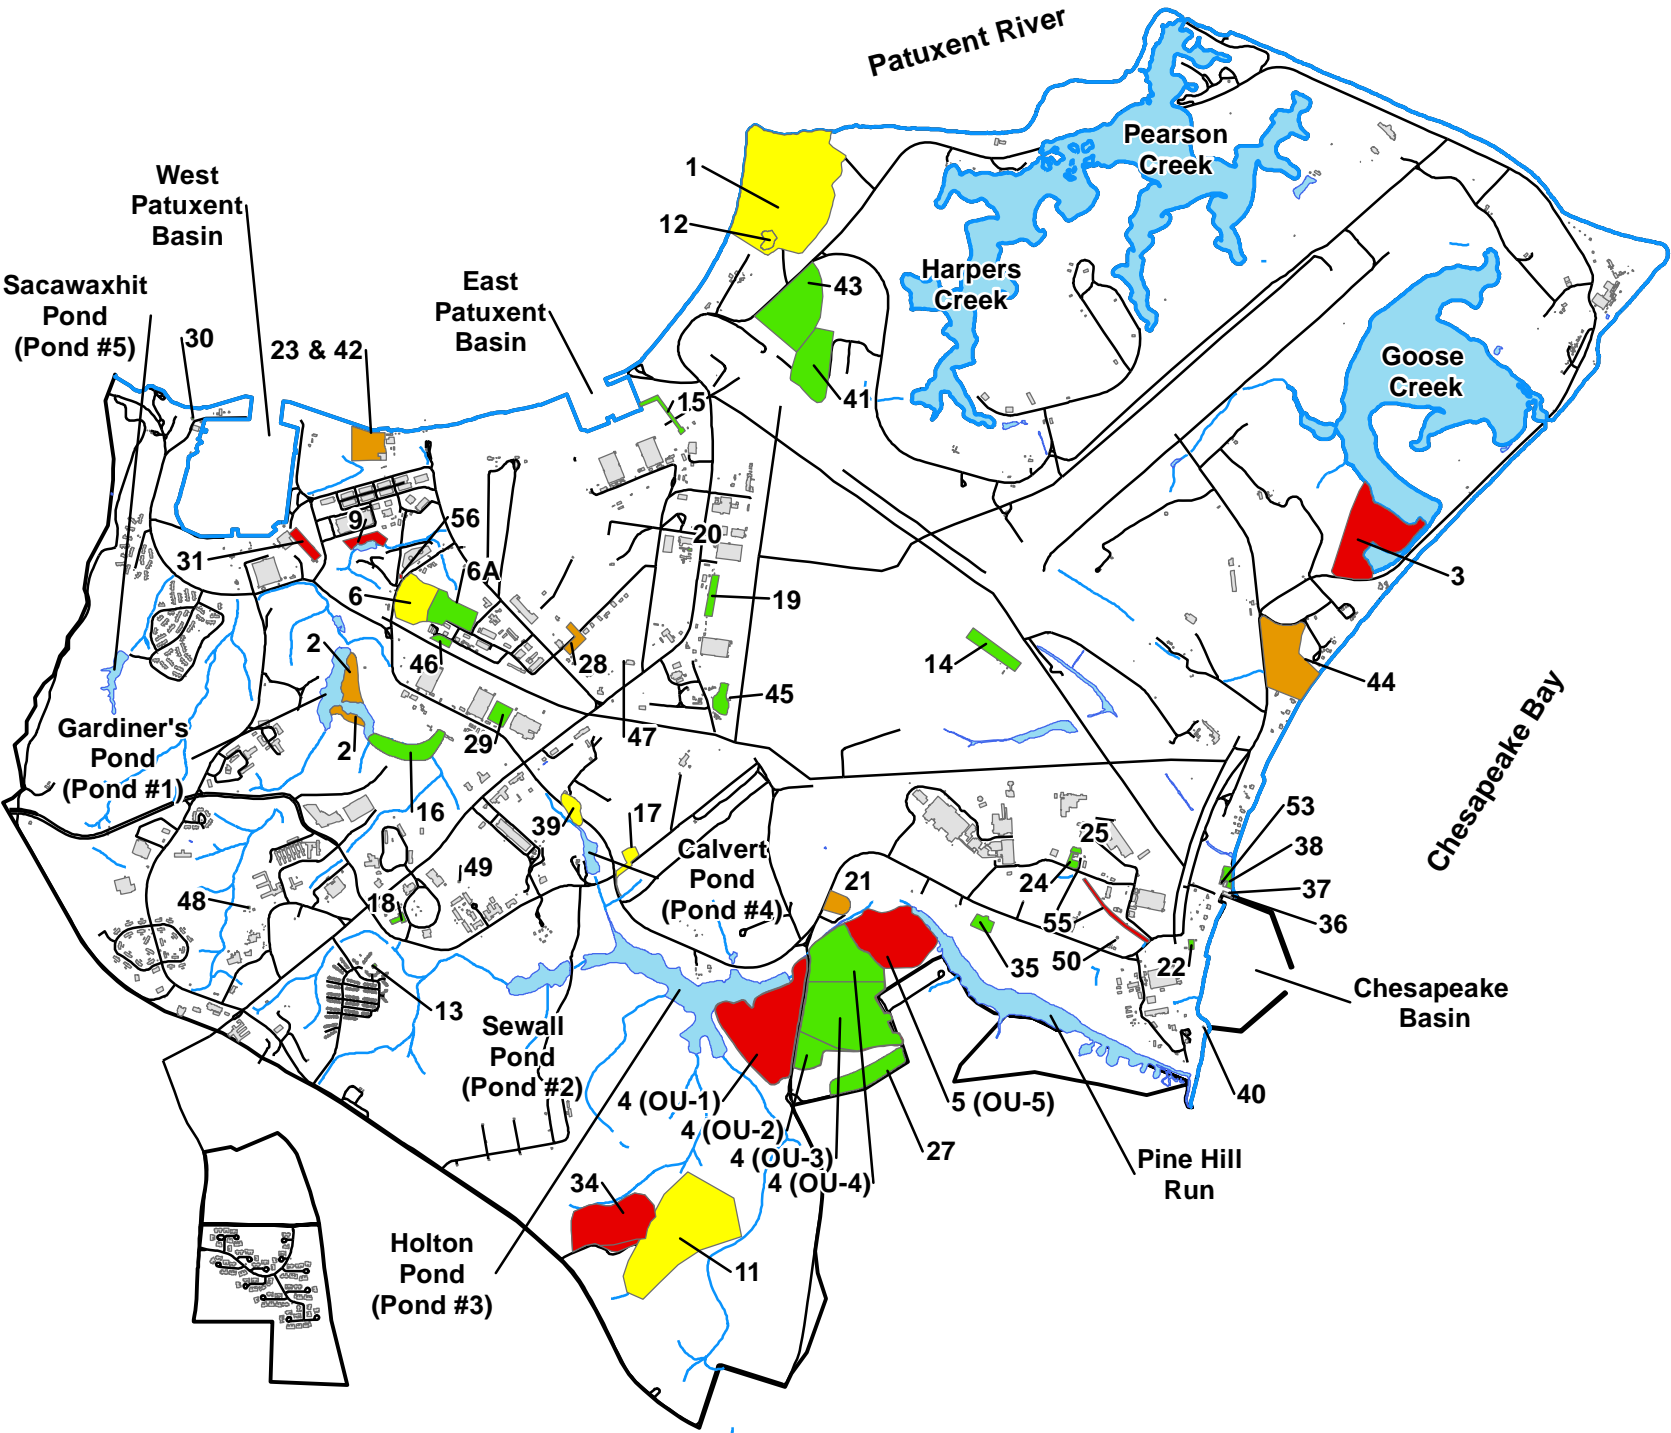 Patuxent River
Pearson
Creek
1
West
Patuxent
Basin
12
Harpers
Creek
Sacawaxhit
Pond
(Pond #5)
East
Patuxent
Basin
43
30
23 & 42
Goose
Creek
41
15
9
56
20
31
6A
6
3
19
2
46
28
14
45
44
Gardiner's
Pond
(Pond #1)
2
29
47
Chesapeake Bay
16
39
17
53
25
38
Calvert
Pond
(Pond #4)
49
48
18
21
24
37
55
36
35
50
22
Chesapeake
Basin
13
Sewall
Pond
(Pond #2)
4 (OU-1)
5 (OU-5)
40
4 (OU-2)
4 (OU-3)
4 (OU-4)
27
Pine Hill
Run
34
Holton
Pond
(Pond #3)
11